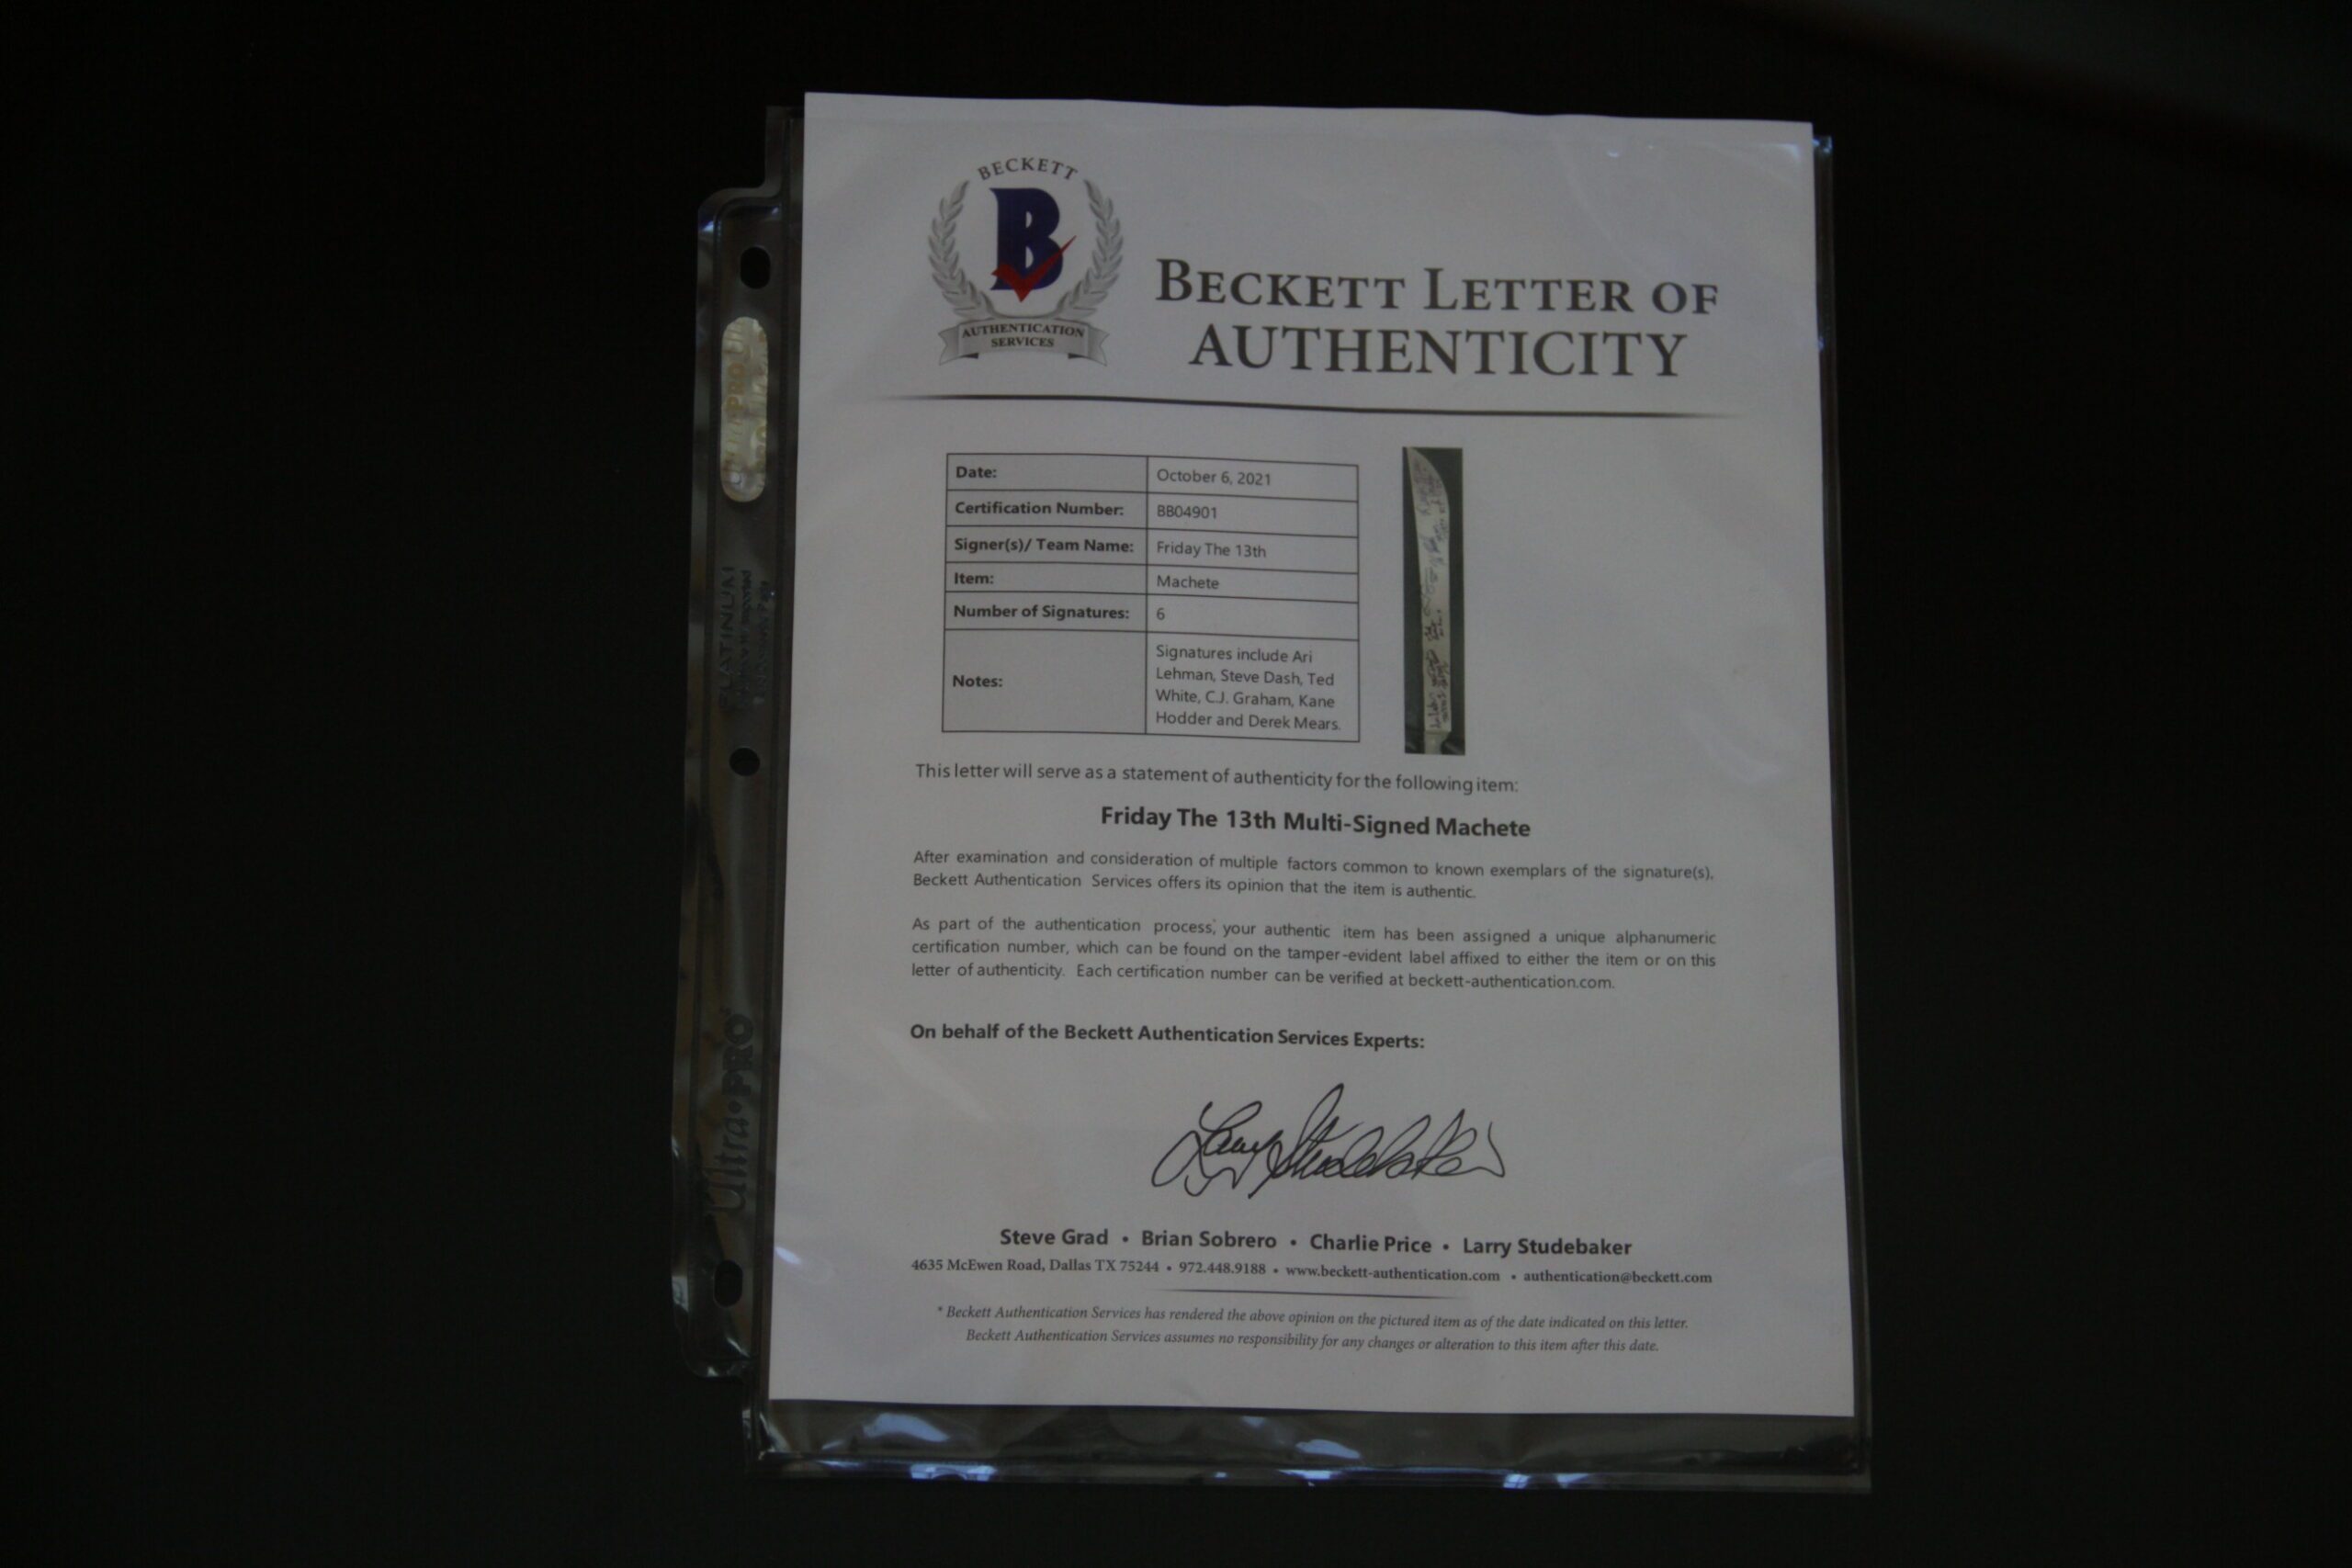 BECKETT
B
AUTHENTICATION
SERVICES
BECKETT LETTER OF
AUTHENTICITY
Date: October 6, 2021
Certification Number: BB04901
Signer(s)/ Team Name: Friday The 13th
Item: Machete
Number of Signatures: 6
Notes: Signatures include Ari
Lehman, Steve Dash, Ted
White, C.J. Graham, Kane
Hodder and Derek Mears.
This letter will serve as a statement of authenticity for the following item:
Friday The 13th Multi-Signed Machete
After examination and consideration of multiple factors common to known exemplars of the signature(s),
Beckett Authentication Services offers its opinion that the item is authentic.
As part of the authentication process, your authentic item has been assigned a unique alphanumeric
certification number, which can be found on the tamper-evident label affixed to either the item or on this
letter of authenticity. Each certification number can be verified at beckett-authentication.com.
On behalf of the Beckett Authentication Services Experts:
Larry Studebaker
Steve Grad • Brian Sobrero • Charlie Price • Larry Studebaker
4635 McEwen Road, Dallas TX 75244 • 972.448.9188 • www.beckett-authentication.com • authentication@beckett.com
* Beckett Authentication Services has rendered the above opinion on the pictured item as of the date indicated on this letter.
Beckett Authentication Services assumes no responsibility for any changes or alteration to this item after this date.
Ultra•PRO
PLATINUM